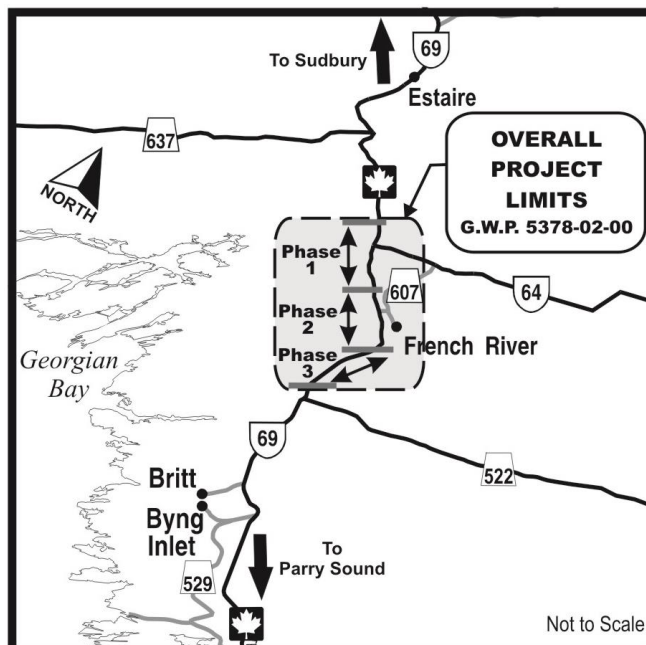 69
To Sudbury
Estaire
637
OVERALL
PROJECT
LIMITS
G.W.P. 5378-02-00
NORTH
Phase
1
607
64
Phase
2
French River
Phase
3
Georgian
Bay
69
522
Britt
Byng
Inlet
To
Parry Sound
529
Not to Scale